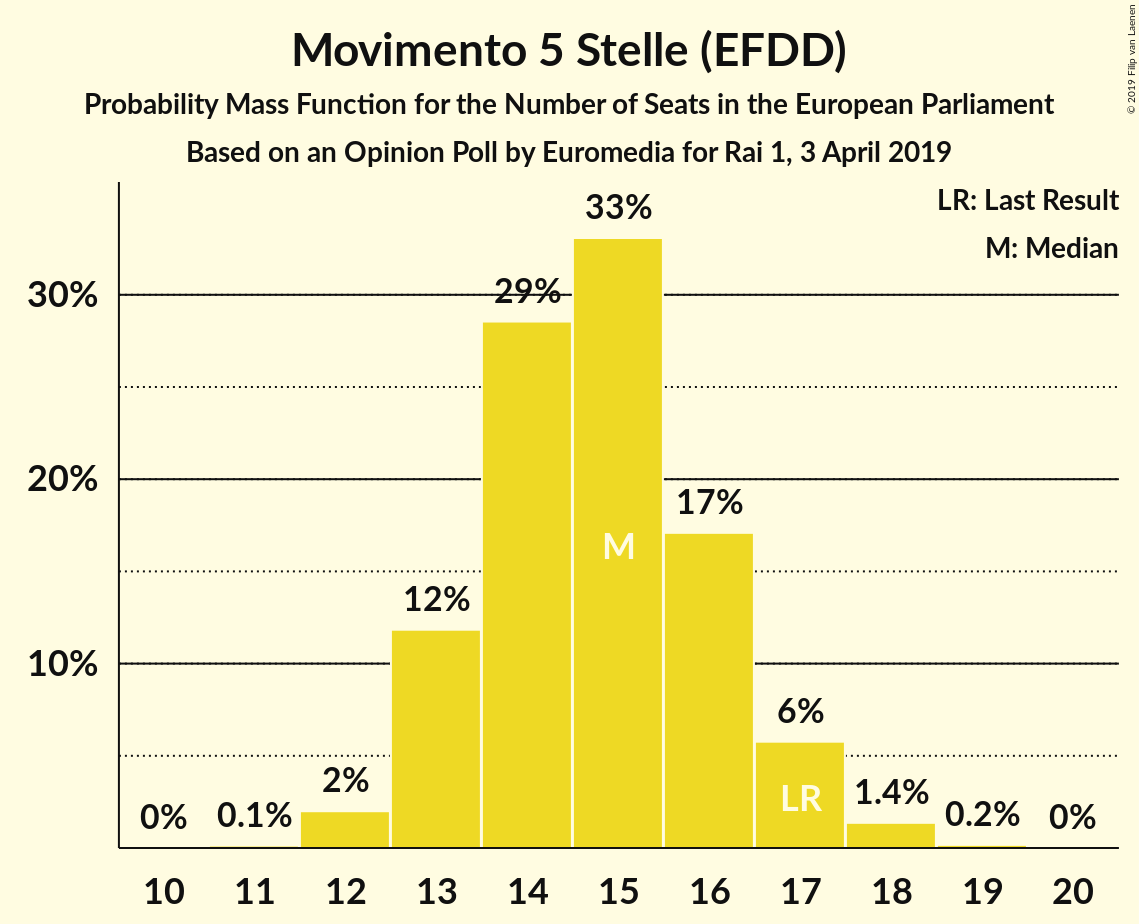 Movimento 5 Stelle (EFDD)
Probability Mass Function for the Number of Seats in the European Parliament
Based on an Opinion Poll by Euromedia for Rai 1, 3 April 2019
© 2019 Filip van Laenen
LR: Last Result
M: Median
30%
20%
10%
0%
0.1%
2%
12%
29%
33%
17%
6%
1.4%
0.2%
0%
M
LR
10 11 12 13 14 15 16 17 18 19 20